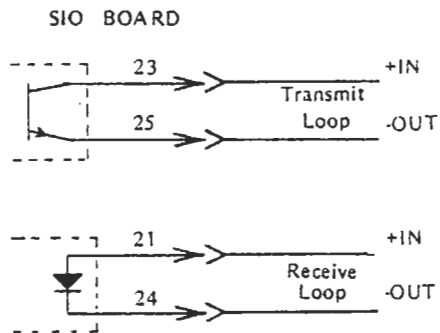 SIO BOARD
23
+IN
Transmit
Loop
25
-OUT
21
+IN
Receive
Loop
-OUT
24